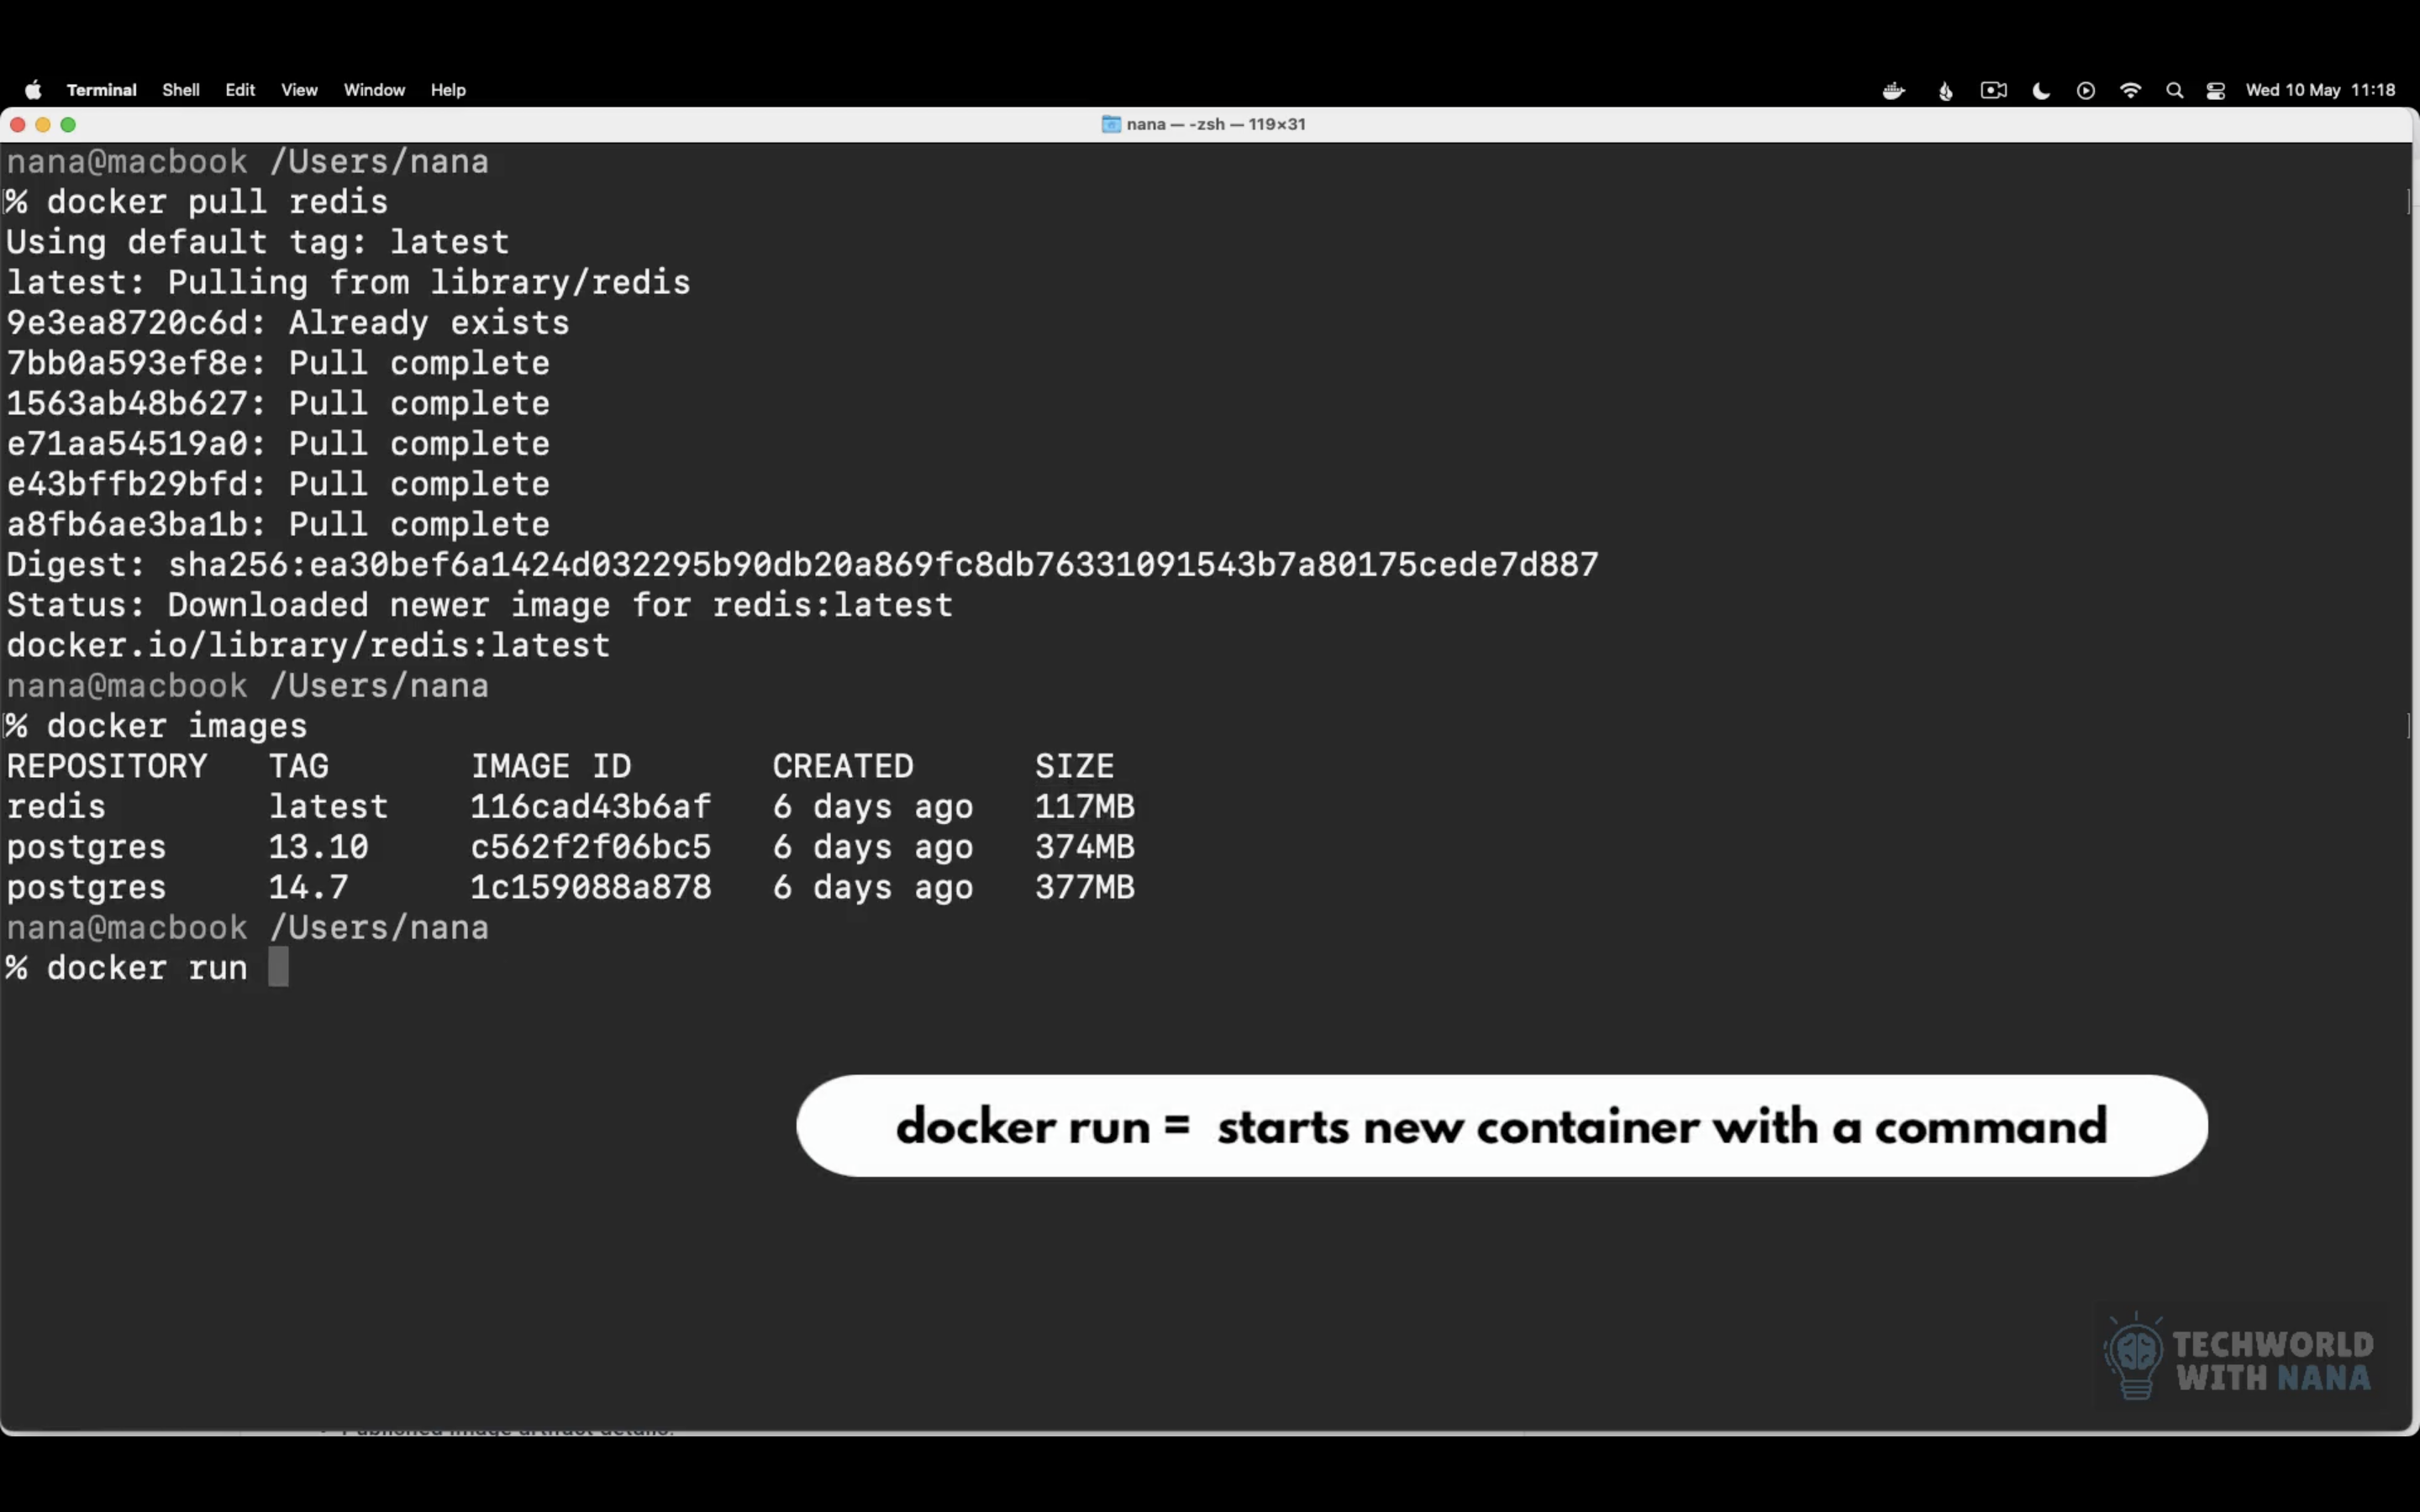 Terminal Shell Edit View Window Help Wed 10 May 11:18
nana — -zsh — 119×31
nana@macbook /Users/nana
% docker pull redis
Using default tag: latest
latest: Pulling from library/redis
9e3ea8720c6d: Already exists
7bb0a593ef8e: Pull complete
1563ab48b627: Pull complete
e71aa54519a0: Pull complete
e43bffb29bfd: Pull complete
a8fb6ae3ba1b: Pull complete
Digest: sha256:ea30bef6a1424d032295b90db20a869fc8db76331091543b7a80175cede7d887
Status: Downloaded newer image for redis:latest
docker.io/library/redis:latest
nana@macbook /Users/nana
% docker images
REPOSITORY TAG IMAGE ID CREATED SIZE
redis latest 116cad43b6af 6 days ago 117MB
postgres 13.10 c562f2f06bc5 6 days ago 374MB
postgres 14.7 1c159088a878 6 days ago 377MB
nana@macbook /Users/nana
% docker run
docker run = starts new container with a command
TECHWORLD
WITH NANA